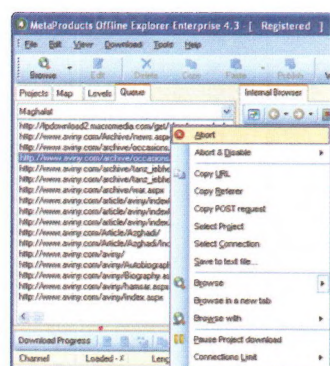 MetaProducts Offline Explorer Enterprise 4.3 - [ Registered ]
File Edit View Download Tools Help
Browse Edit Delete Copy Paste Publish
Projects Map Levels Queue
Internal Browser
Maghalat
http://fpdownload2.macromedia.com/get/
http://www.aviny.com/Archive/news.asp
http://www.aviny.com/archive/occasions
http://www.aviny.com/archive/occasions.
http://www.aviny.com/archive/
http://www.aviny.com/archive/
http://www.aviny.com/archive/war.aspx
http://www.aviny.com/article/aviny/index
http://www.aviny.com/article/aviny/index
http://www.aviny.com/Article/Azghadi/
http://www.aviny.com/Article/Azghadi/Ind
http://www.aviny.com/aviny/
http://www.aviny.com/aviny/Autobiograph
http://www.aviny.com/aviny/Biography.as
http://www.aviny.com/aviny/hamsar.aspx
http://www.aviny.com/aviny/index.aspx
Abort
Abort & Disable
Copy URL
Copy Referer
Copy POST request
Select Project
Select Connection
Save to text file...
Browse
Browse in a new tab
Browse with
Pause Project download
Connections Limit
Download Progress
Channel Loaded - % Leng